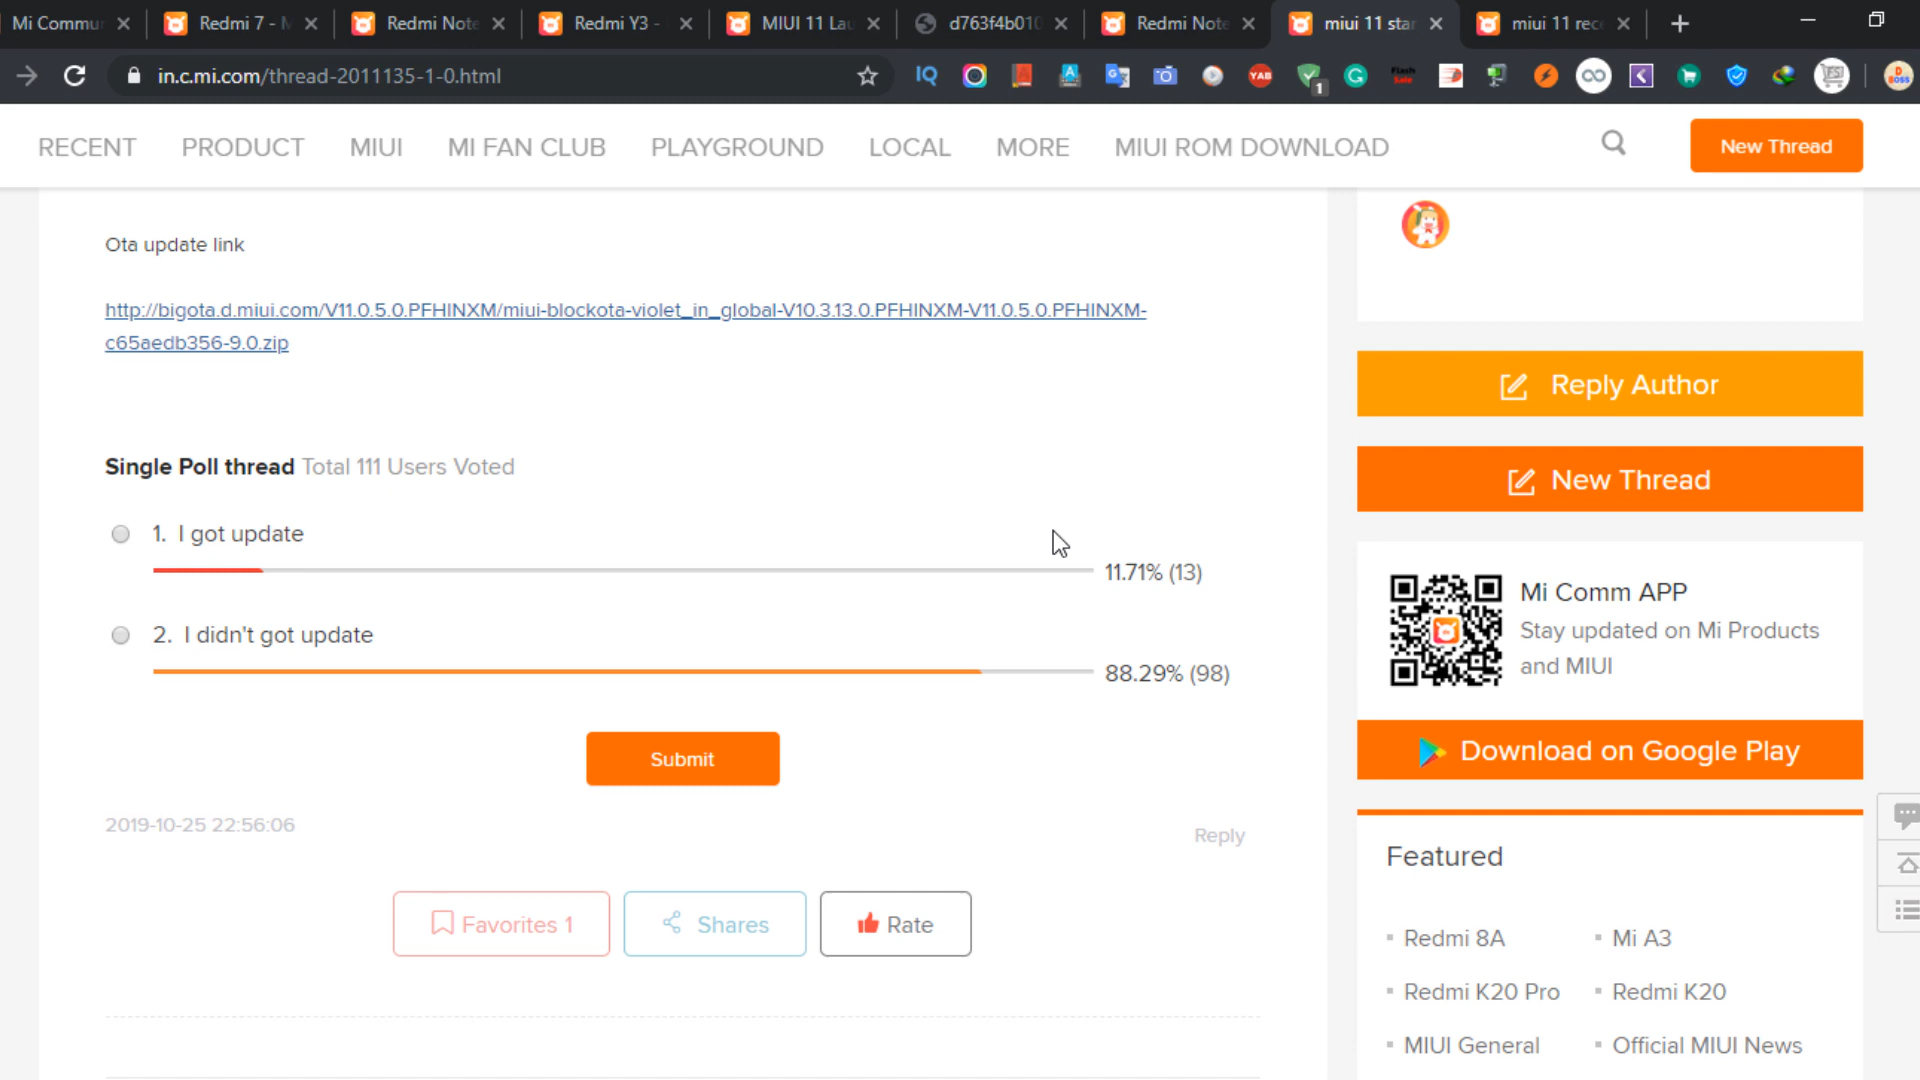 Mi Commu
Redmi 7 - M
Redmi Note
Redmi Y3 -
MIUI 11 Lau
d763f4b010
Redmi Note
miui 11 star
miui 11 rec
in.c.mi.com/thread-2011135-1-0.html
IQ
YAB
1
RECENT
PRODUCT
MIUI
MI FAN CLUB
PLAYGROUND
LOCAL
MORE
MIUI ROM DOWNLOAD
New Thread
Ota update link
http://bigota.d.miui.com/V11.0.5.0.PFHINXM/miui-blockota-violet_in_global-V10.3.13.0.PFHINXM-V11.0.5.0.PFHINXM-
c65aedb356-9.0.zip
Single Poll thread Total 111 Users Voted
1. I got update
11.71% (13)
2. I didn't got update
88.29% (98)
Submit
2019-10-25 22:56:06
Reply
Favorites 1
Shares
Rate
Reply Author
New Thread
Mi Comm APP
Stay updated on Mi Products
and MIUI
Download on Google Play
Featured
Redmi 8A
Mi A3
Redmi K20 Pro
Redmi K20
MIUI General
Official MIUI News